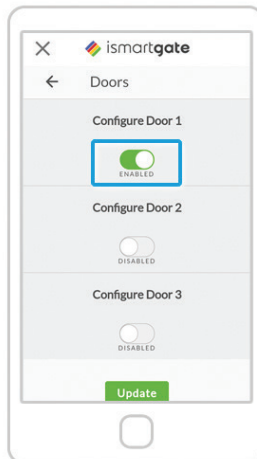 ismartgate
Doors
Configure Door 1
ENABLED
Configure Door 2
DISABLED
Configure Door 3
DISABLED
Update